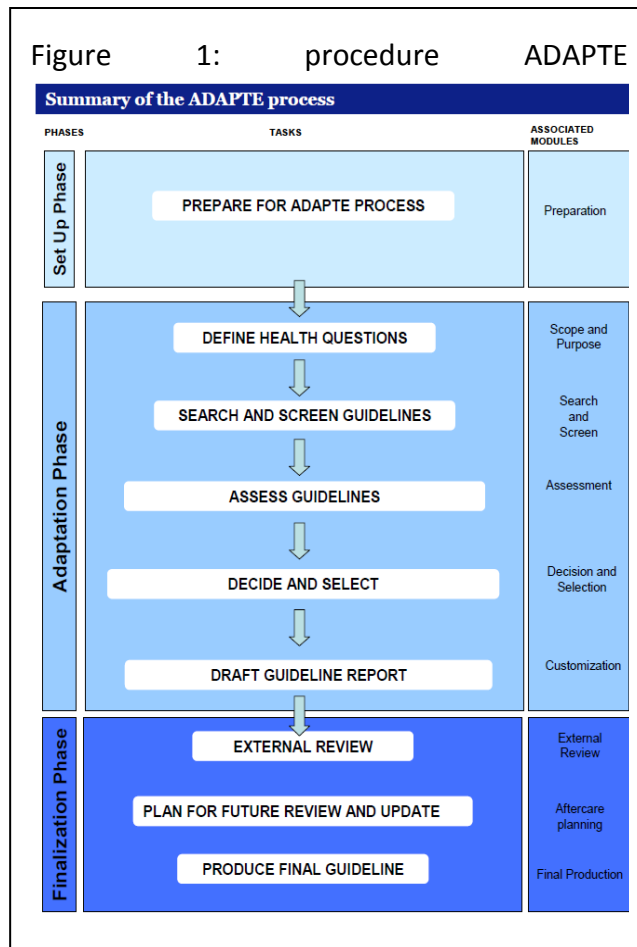 Figure 1: procedure ADAPTE
Summary of the ADAPTE process
PHASES TASKS ASSOCIATED
MODULES
Set Up Phase
PREPARE FOR ADAPTE PROCESS
Preparation
Adaptation Phase
DEFINE HEALTH QUESTIONS
Scope and
Purpose
SEARCH AND SCREEN GUIDELINES
Search
and
Screen
ASSESS GUIDELINES
Assessment
DECIDE AND SELECT
Decision and
Selection
DRAFT GUIDELINE REPORT
Customization
Finalization Phase
EXTERNAL REVIEW
External
Review
PLAN FOR FUTURE REVIEW AND UPDATE
Aftercare
planning
PRODUCE FINAL GUIDELINE
Final Production